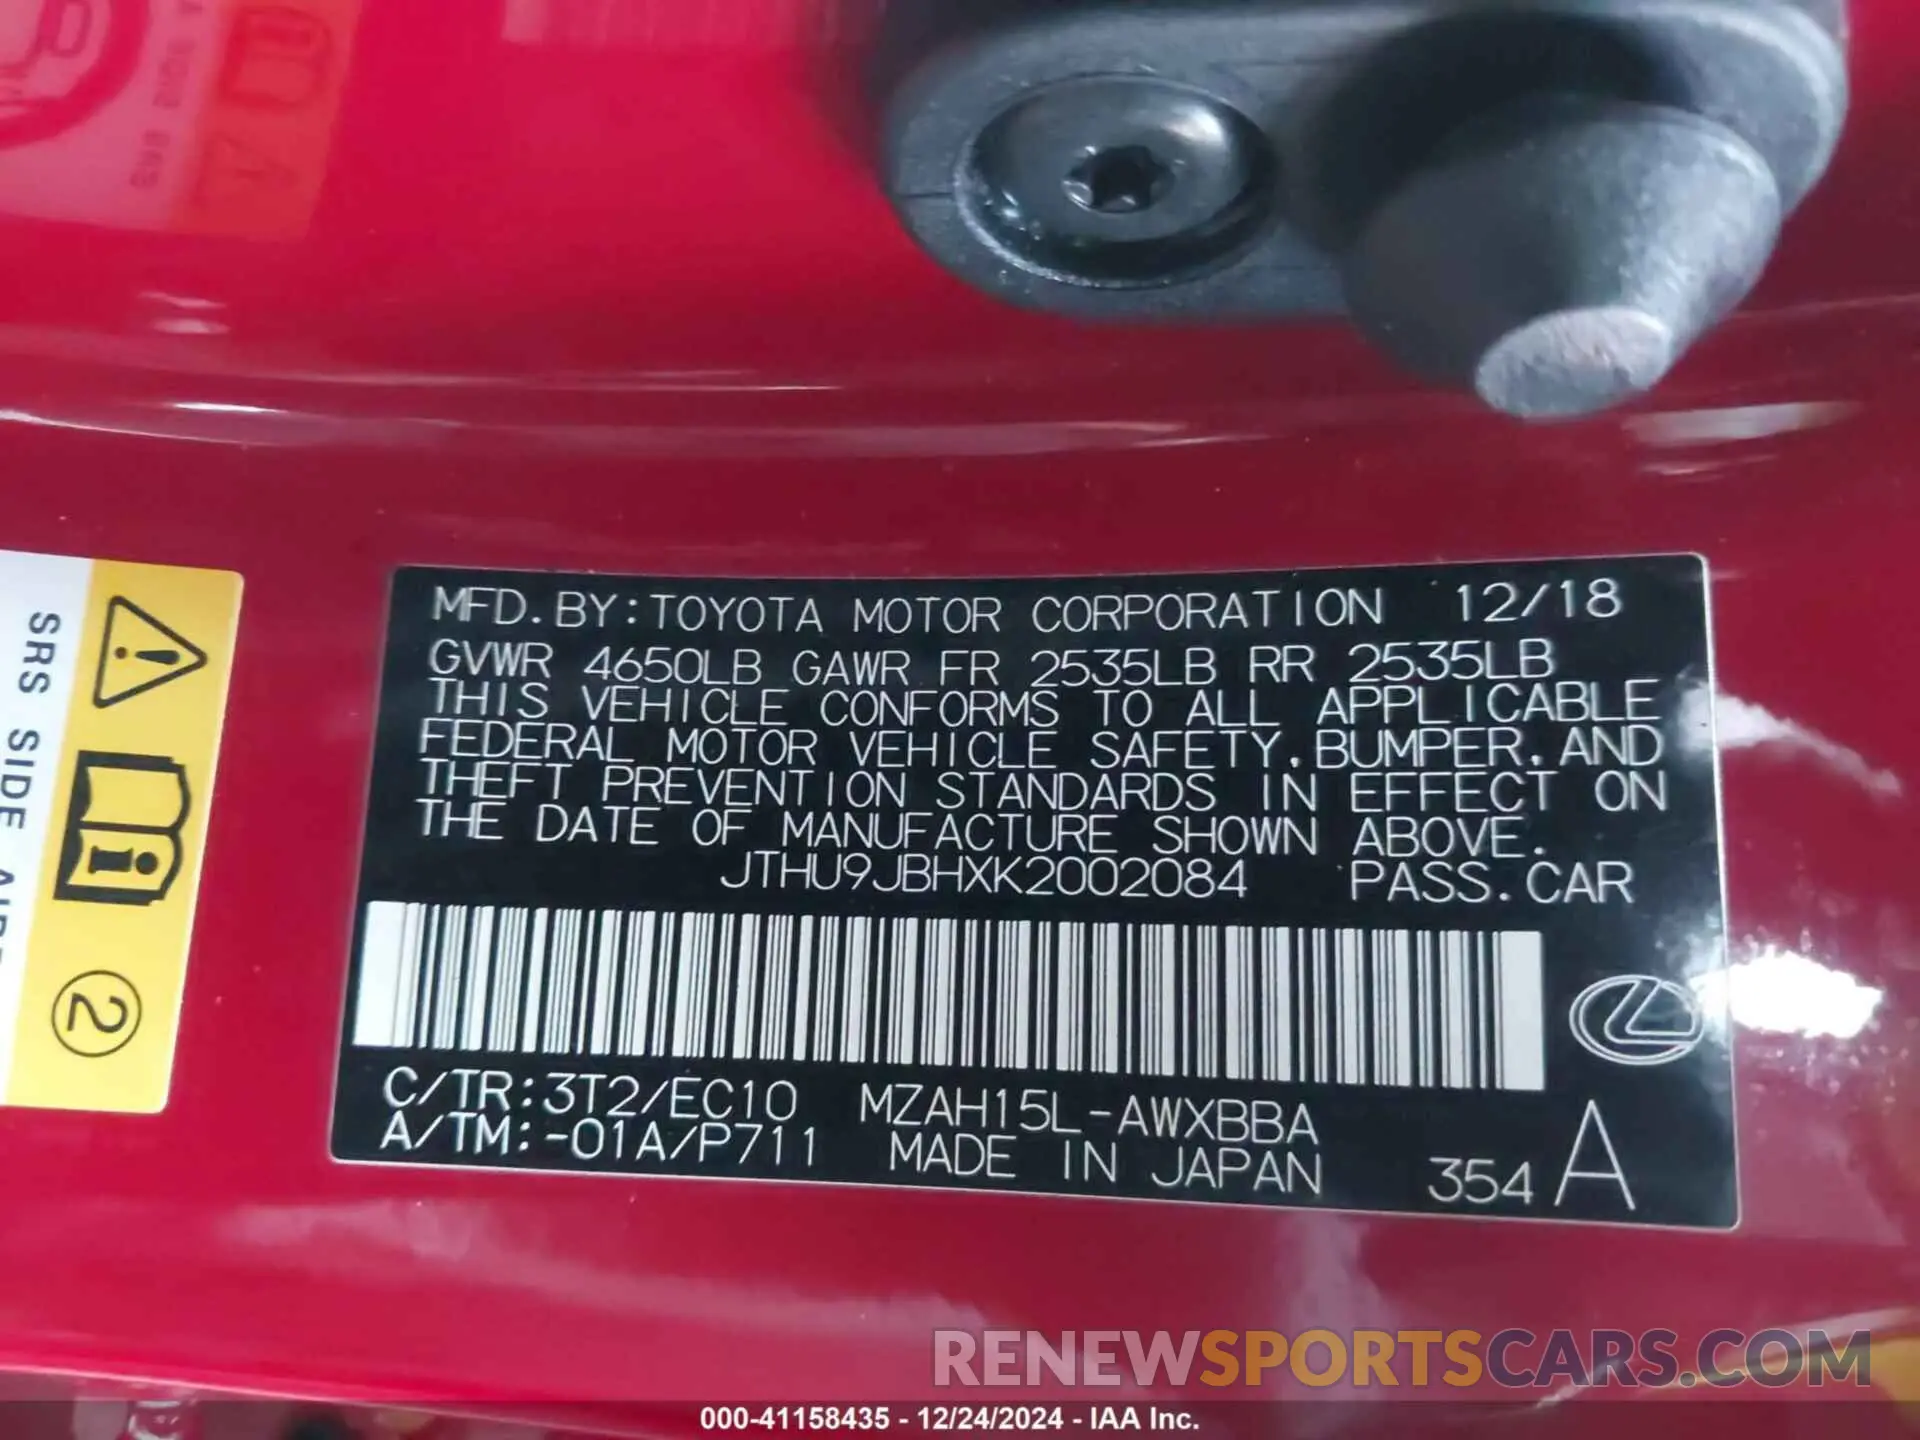 MFD.BY:TOYOTA MOTOR CORPORATION 12/18
GVWR 4650LB GAWR FR 2535LB RR 2535LB
THIS VEHICLE CONFORMS TO ALL APPLICABLE
FEDERAL MOTOR VEHICLE SAFETY,BUMPER,AND
THEFT PREVENTION STANDARDS IN EFFECT ON
THE DATE OF MANUFACTURE SHOWN ABOVE.
JTHU9JBHXK2002084 PASS.CAR
C/TR:3T2/EC10 MZAH15L-AWXBBA
A/TM:-01A/P711 MADE IN JAPAN 354 A
SRS SIDE
2
RENEWSPORTSCARS.COM
000-41158435 - 12/24/2024 - IAA Inc.